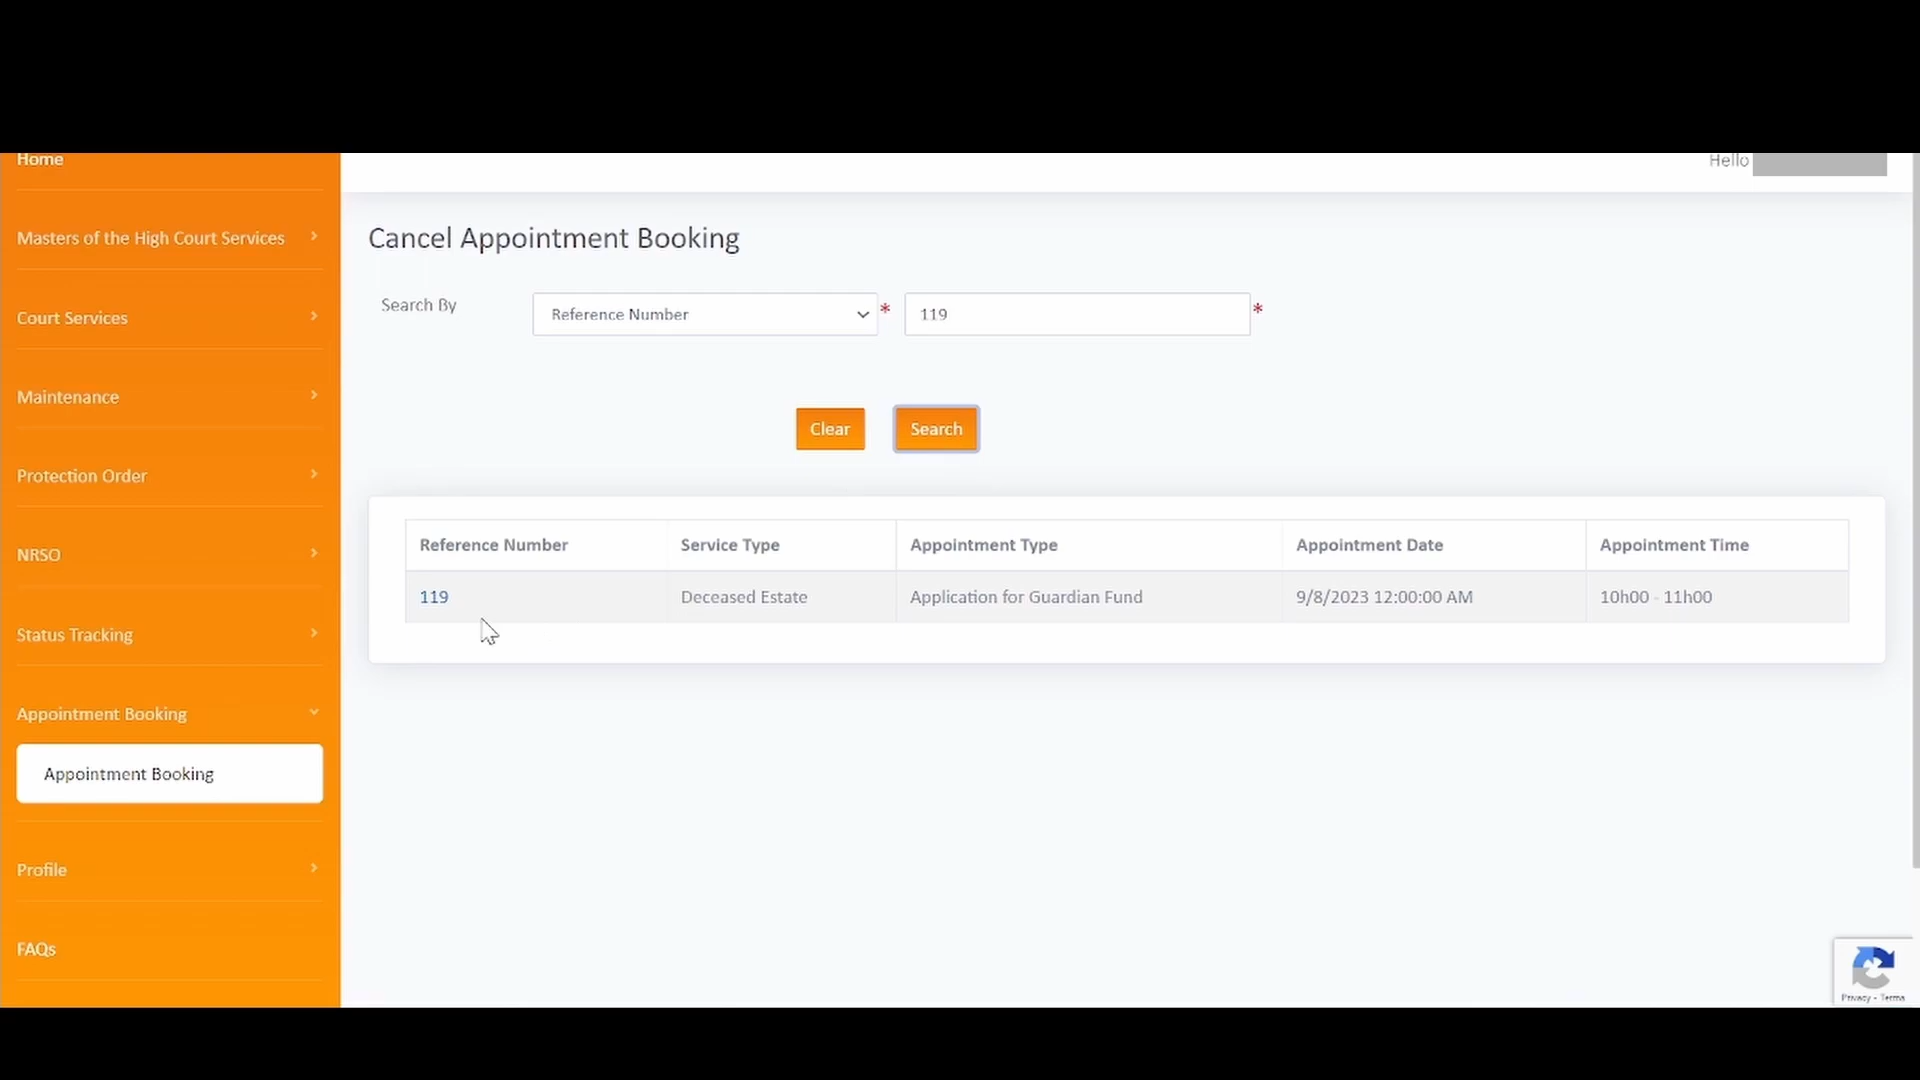 Home
Hello
Masters of the High Court Services
Court Services
Maintenance
Protection Order
NRSO
Status Tracking
Appointment Booking
Appointment Booking
Profile
FAQs
Cancel Appointment Booking
Search By Reference Number * 119 *
Clear Search
Reference Number Service Type Appointment Type Appointment Date Appointment Time
119 Deceased Estate Application for Guardian Fund 9/8/2023 12:00:00 AM 10h00 - 11h00
Privacy - Terms